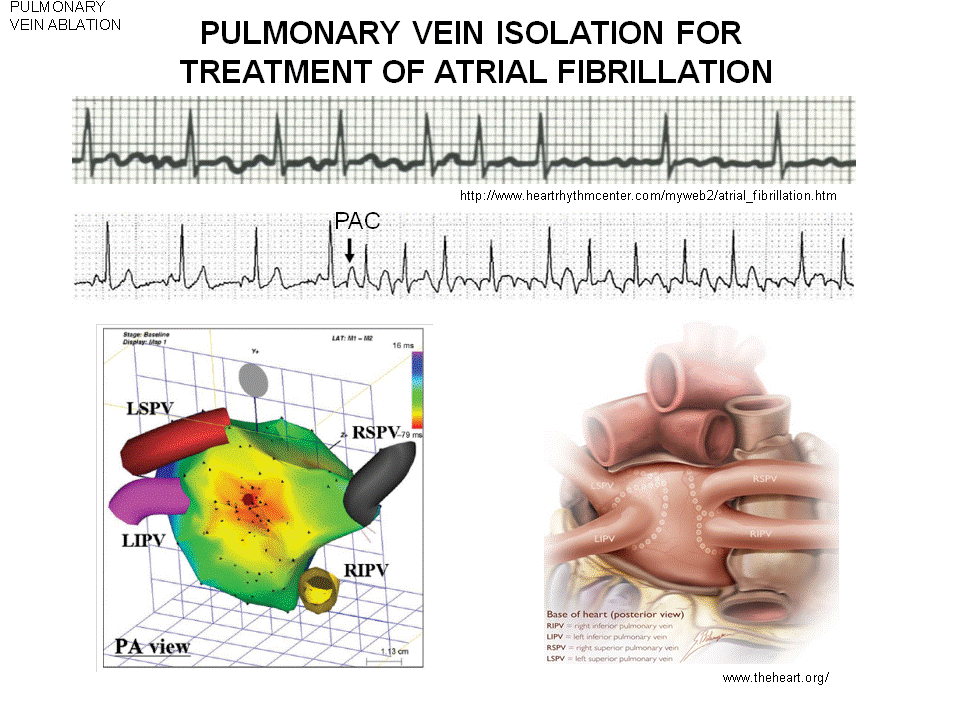 PULMONARY
VEIN ABLATION
PULMONARY VEIN ISOLATION FOR
TREATMENT OF ATRIAL FIBRILLATION
http://www.heartrhythmcenter.com/myweb2/atrial_fibrillation.htm
PAC
Stage: Baseline
Display: Map 1
LAT: M1 - M2
16 ms
Y+
LSPV
RSPV
-79 ms
Z+
LIPV
RIPV
PA view
1.13 cm
LSPV
RSPV
LIPV
RIPV
Base of heart (posterior view)
RIPV = right inferior pulmonary vein
LIPV = left inferior pulmonary vein
RSPV = right superior pulmonary vein
LSPV = left superior pulmonary vein
www.theheart.org/